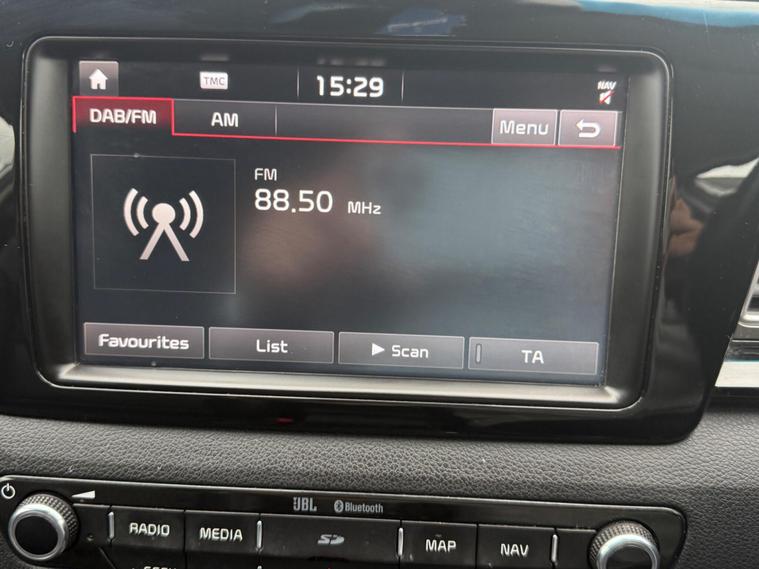 TMC 15:29 NAV
DAB/FM AM Menu
FM
88.50 MHz
Favourites List Scan TA
JBL Bluetooth
RADIO MEDIA SD MAP NAV